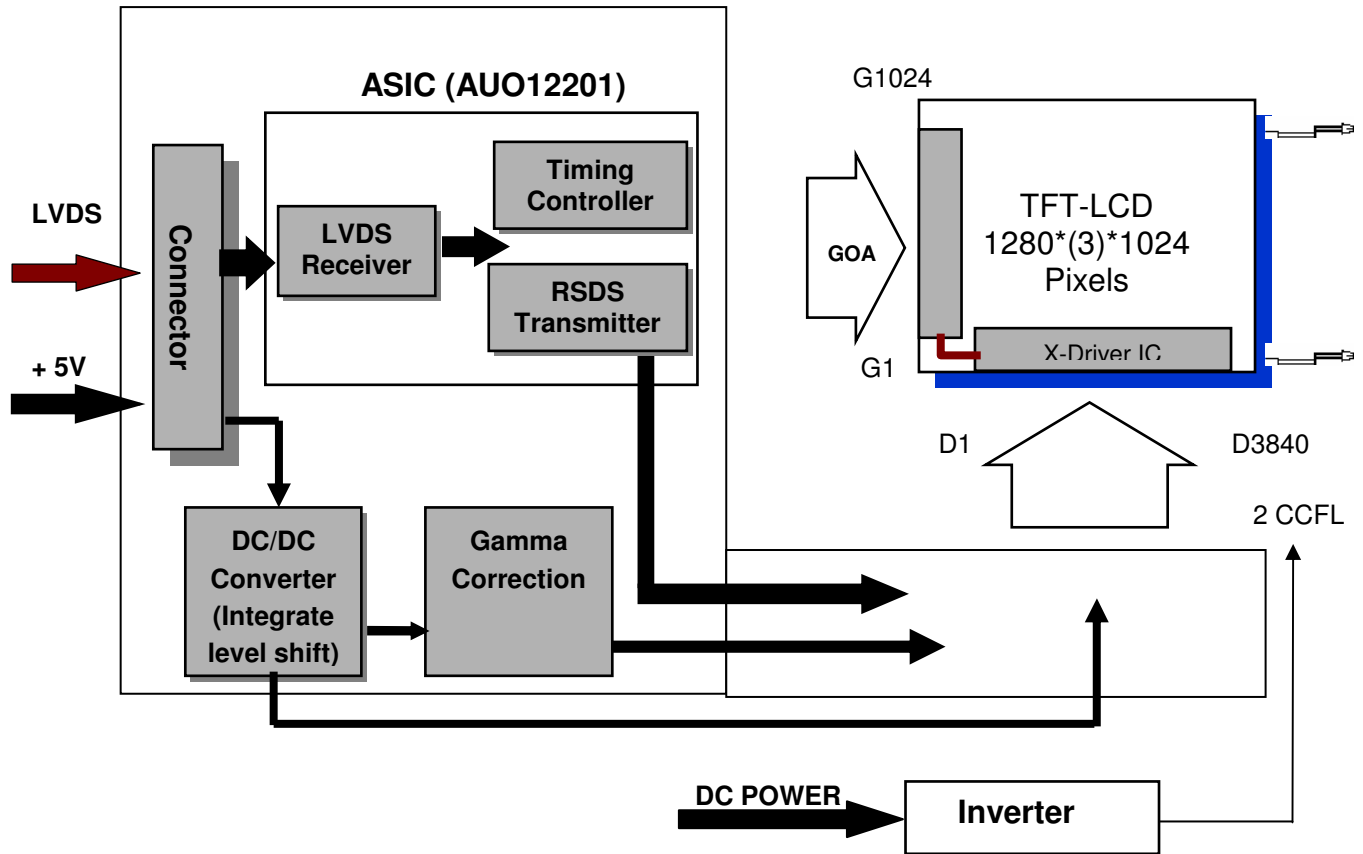 ASIC (AUO12201)
G1024
LVDS
Connector
Timing
Controller
LVDS
Receiver
RSDS
Transmitter
GOA
TFT-LCD
1280*(3)*1024
Pixels
X-Driver IC
+ 5V
G1
D1
D3840
2 CCFL
DC/DC
Converter
(Integrate
level shift)
Gamma
Correction
DC POWER
Inverter